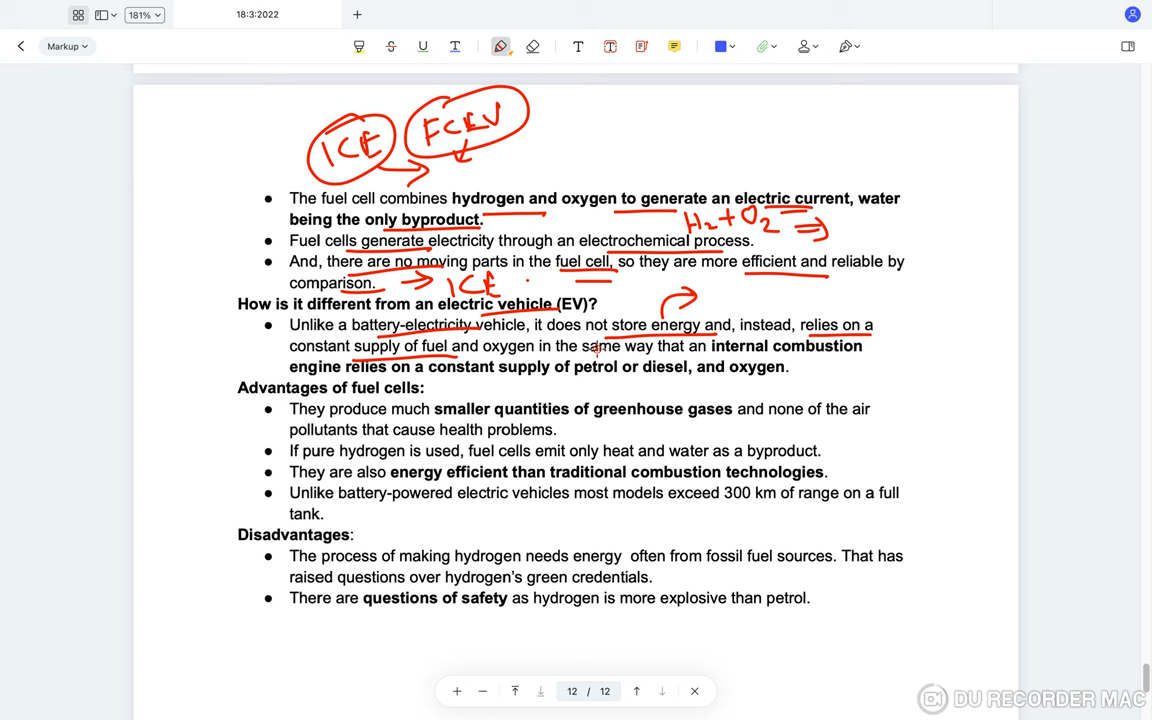 181%
18:3:2022
Markup
ICE FCEV
● The fuel cell combines hydrogen and oxygen to generate an electric current, water
being the only byproduct.
H2 + O2 ⇒
● Fuel cells generate electricity through an electrochemical process.
● And, there are no moving parts in the fuel cell, so they are more efficient and reliable by
comparison. → ICE
How is it different from an electric vehicle (EV)?
● Unlike a battery-electricity vehicle, it does not store energy and, instead, relies on a
constant supply of fuel and oxygen in the same way that an internal combustion
engine relies on a constant supply of petrol or diesel, and oxygen.
Advantages of fuel cells:
● They produce much smaller quantities of greenhouse gases and none of the air
pollutants that cause health problems.
● If pure hydrogen is used, fuel cells emit only heat and water as a byproduct.
● They are also energy efficient than traditional combustion technologies.
● Unlike battery-powered electric vehicles most models exceed 300 km of range on a full
tank.
Disadvantages:
● The process of making hydrogen needs energy often from fossil fuel sources. That has
raised questions over hydrogen's green credentials.
● There are questions of safety as hydrogen is more explosive than petrol.
12 / 12
DU RECORDER MAC